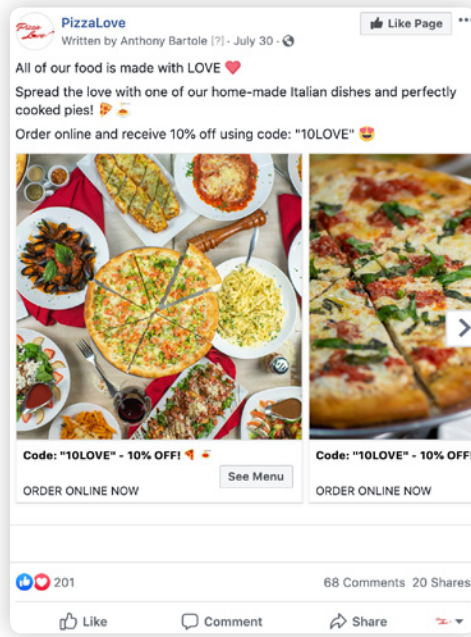 Pizza Love
PizzaLove
Like Page
Written by Anthony Bartole [?] · July 30 ·
All of our food is made with LOVE
Spread the love with one of our home-made Italian dishes and perfectly
cooked pies!
Order online and receive 10% off using code: "10LOVE"
Code: "10LOVE" - 10% OFF!
See Menu
ORDER ONLINE NOW
Code: "10LOVE" - 10% OFF!
ORDER ONLINE NOW
201
68 Comments 20 Shares
Like
Comment
Share